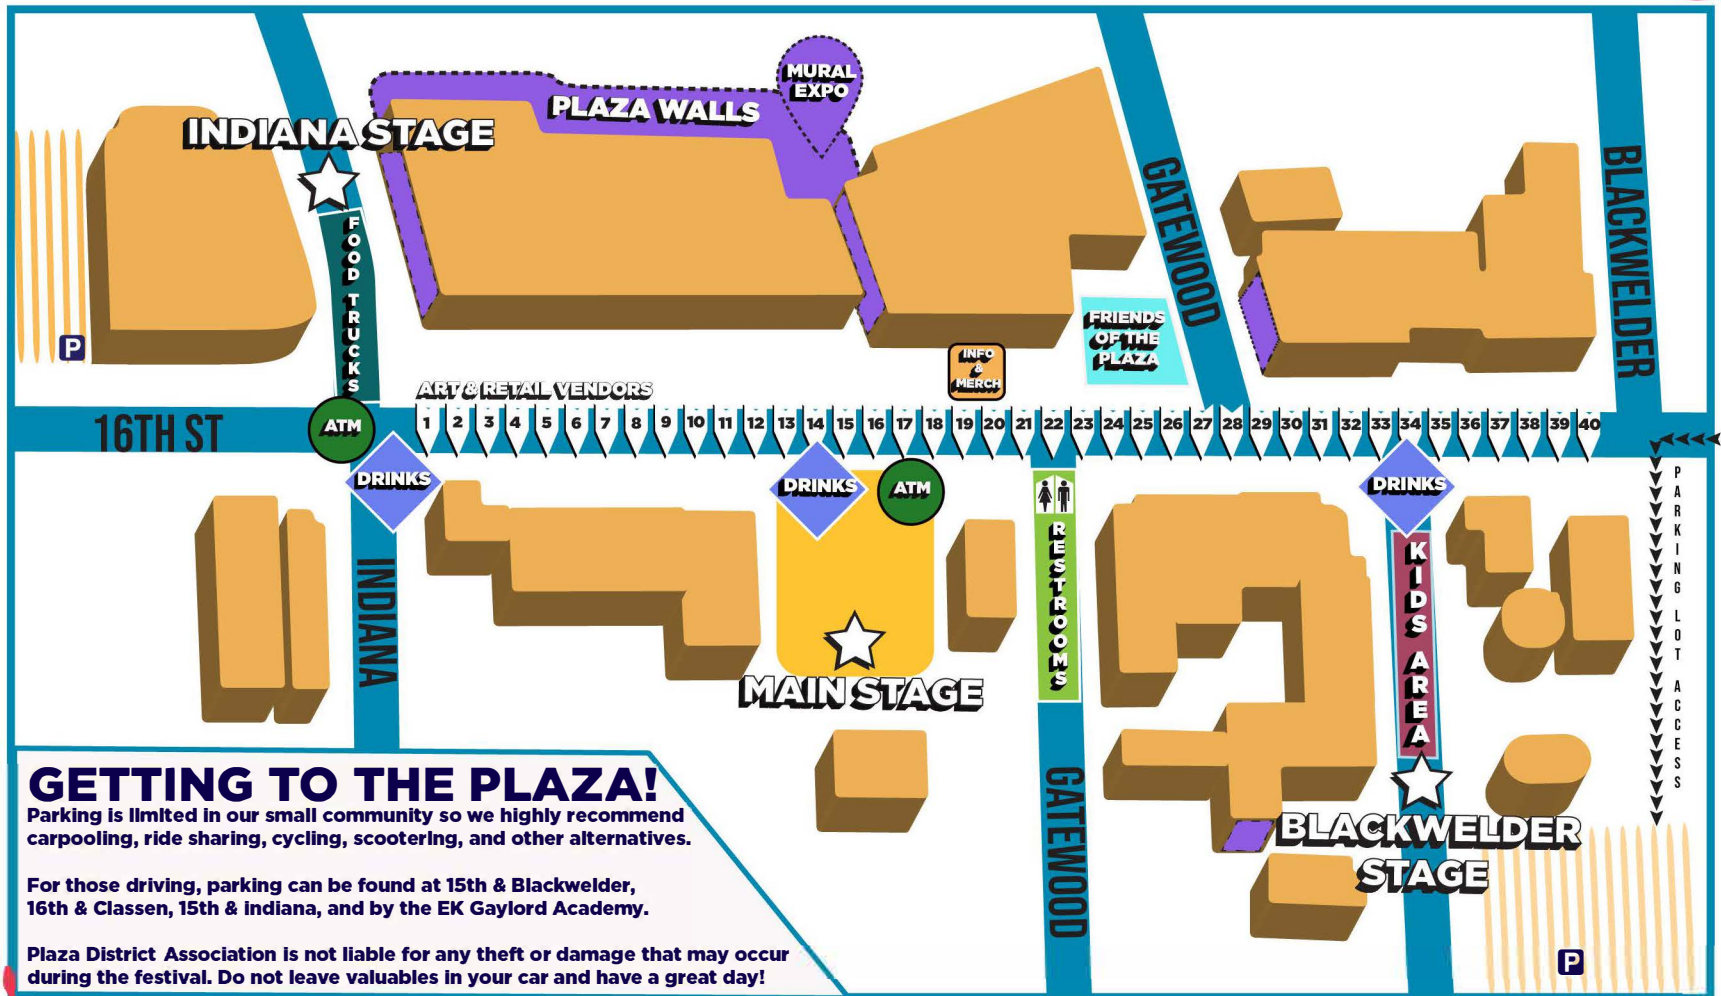 MURAL
EXPO
PLAZA WALLS
INDIANA STAGE
GATEWOOD
BLACKWELDER
FOOD TRUCKS
FRIENDS
OF THE
PLAZA
P
INFO
&
MERCH
ART & RETAIL VENDORS
16TH ST
ATM
1 2 3 4 5 6 7 8 9 10 11 12 13 14 15 16 17 18 19 20 21 22 23 24 25 26 27 28 29 30 31 32 33 34 35 36 37 38 39 40
DRINKS
DRINKS
ATM
DRINKS
RESTROOMS
KIDS AREA
PARKING LOT ACCESS
INDIANA
MAIN STAGE
GATEWOOD
BLACKWELDER
STAGE
P
GETTING TO THE PLAZA!
Parking is limited in our small community so we highly recommend
carpooling, ride sharing, cycling, scootering, and other alternatives.
For those driving, parking can be found at 15th & Blackwelder,
16th & Classen, 15th & indiana, and by the EK Gaylord Academy.
Plaza District Association is not liable for any theft or damage that may occur
during the festival. Do not leave valuables in your car and have a great day!